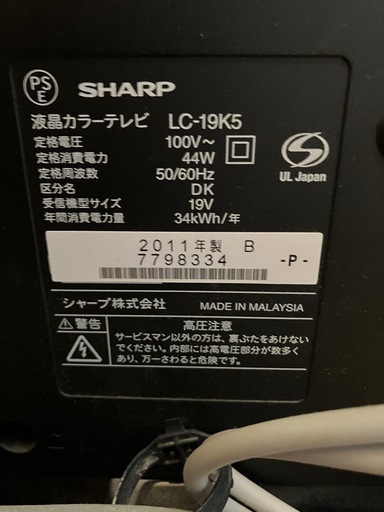 PS
E
SHARP
液晶カラーテレビ LC-19K5
定格電圧 100V～
定格消費電力 44W
定格周波数 50/60Hz
区分名 DK
受信機型サイズ 19V
年間消費電力量 34kWh/年
UL Japan
2011年製 B
7798334 -P-
シャープ株式会社 MADE IN MALAYSIA
警告 高圧注意
サービスマン以外の方は、裏ぶたをあけない
でください。内部には高電圧部分が数多く
あり、万一さわると危険です。